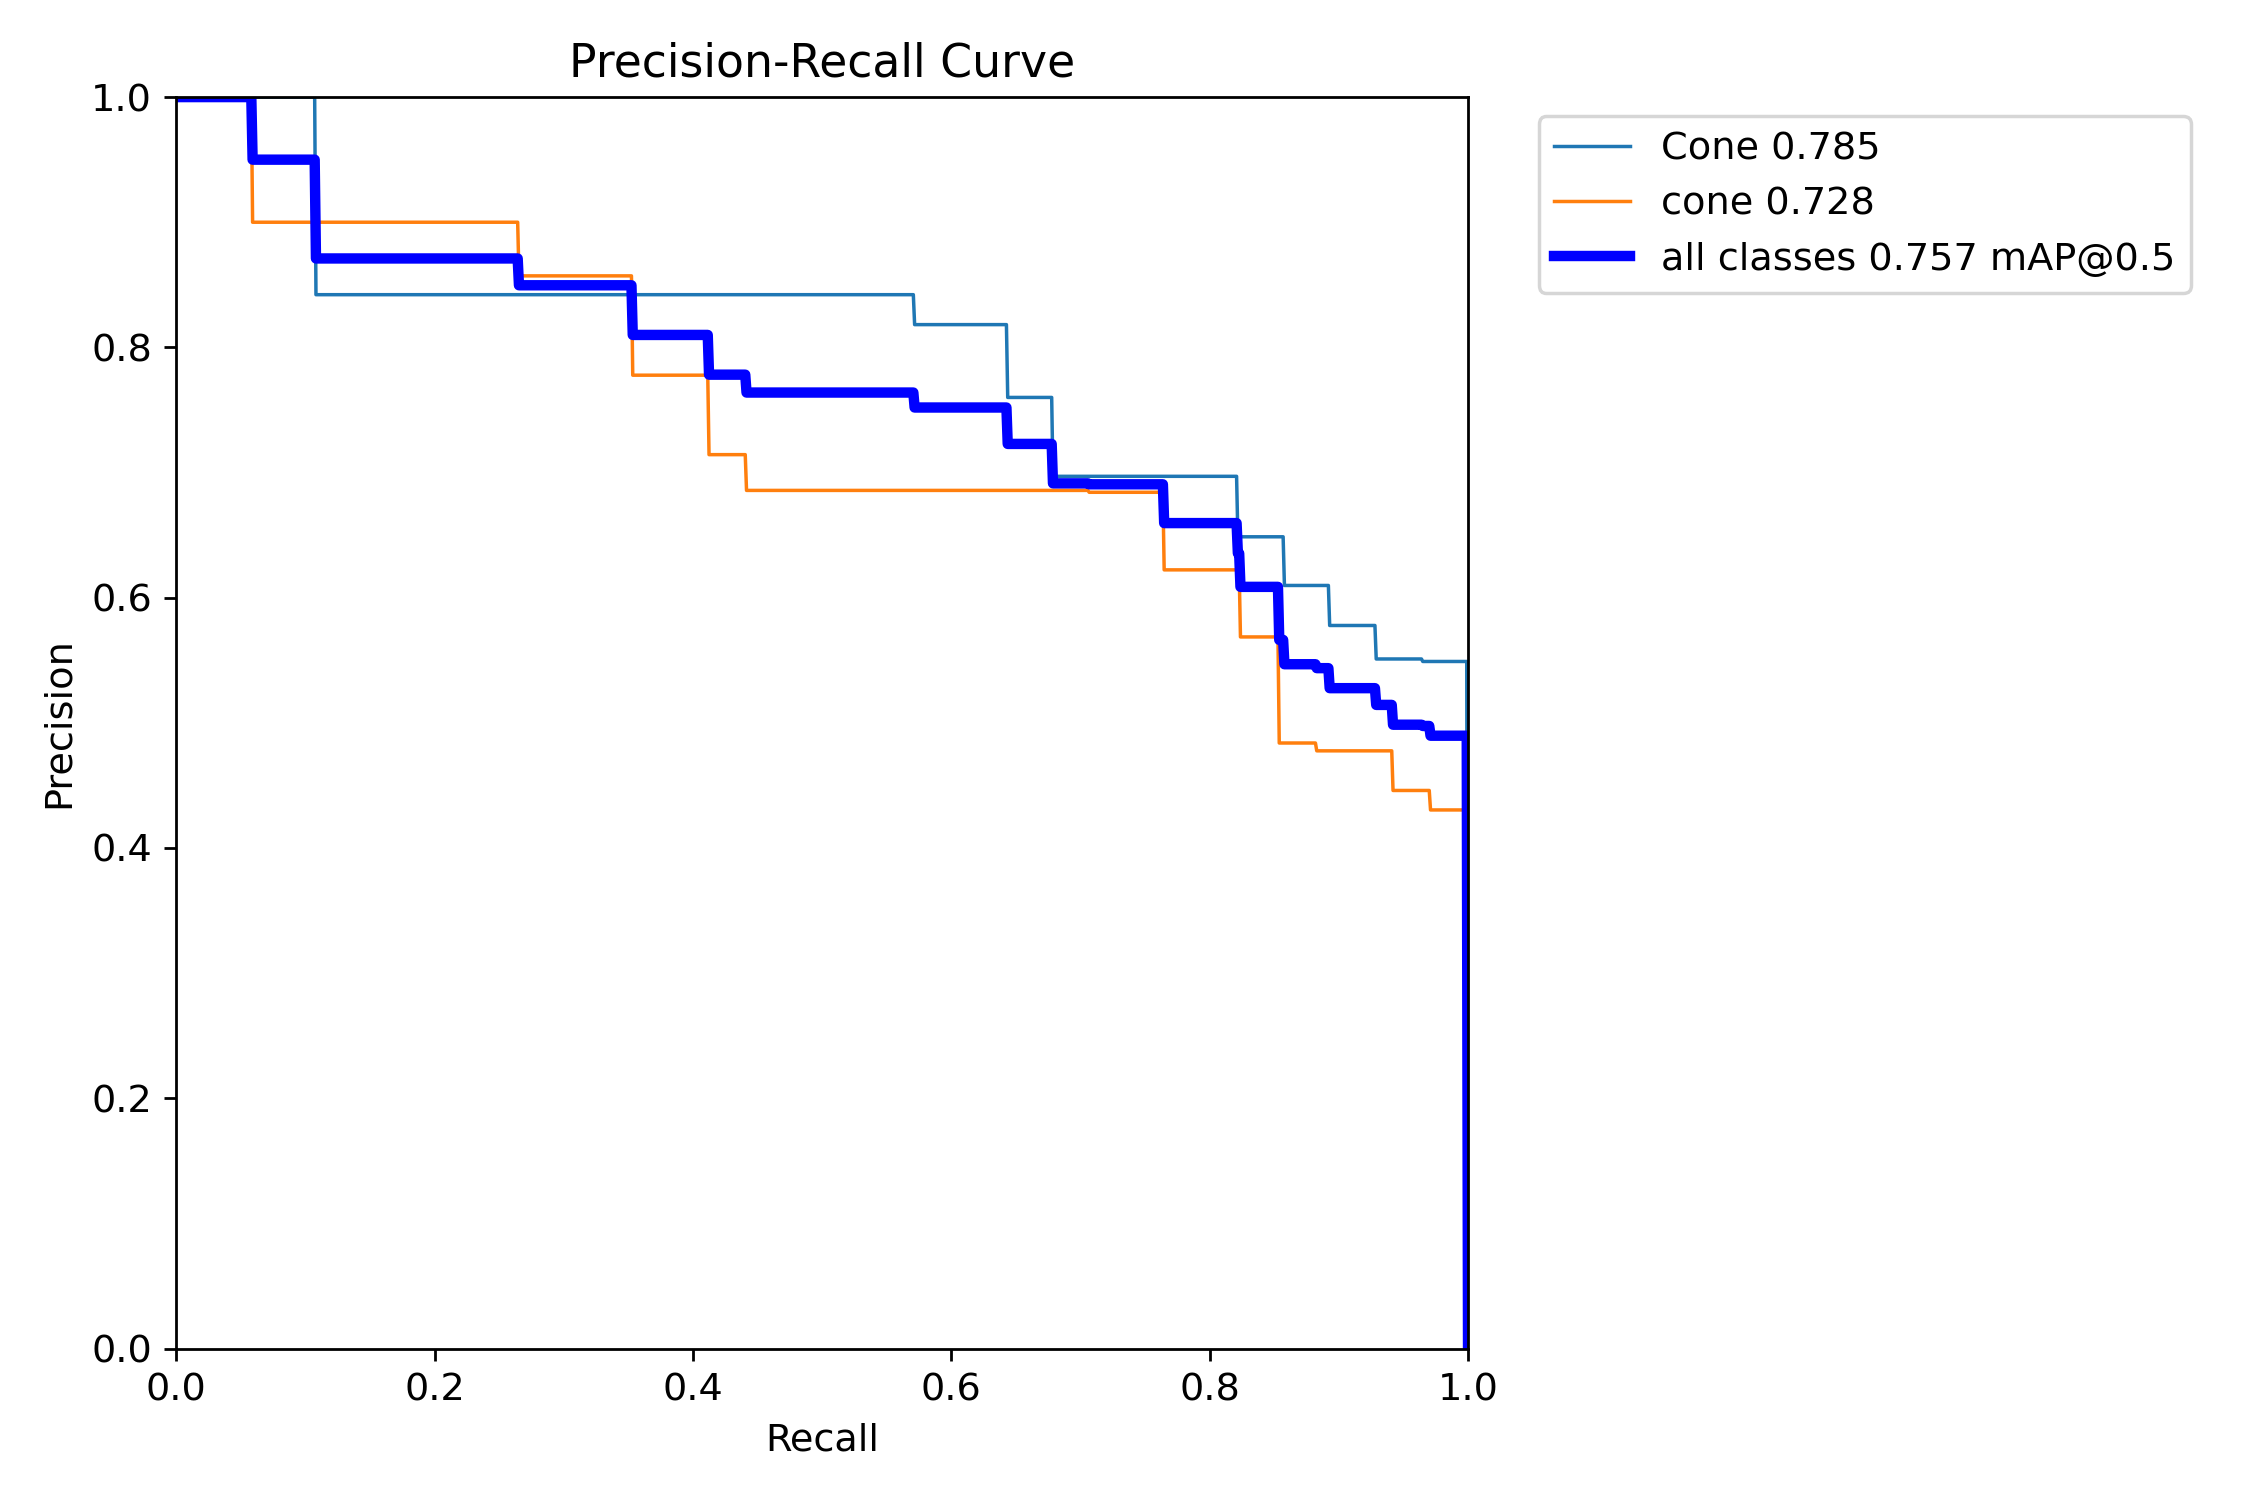 Precision-Recall Curve
1.0
0.8
0.6
0.4
0.2
0.0
Precision
0.0 0.2 0.4 0.6 0.8 1.0
Recall
Cone 0.785
cone 0.728
all classes 0.757 mAP@0.5